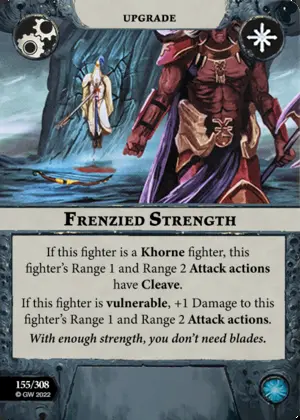 UPGRADE
FRENZIED STRENGTH
If this fighter is a Khorne fighter, this
fighter's Range 1 and Range 2 Attack actions
have Cleave.
If this fighter is vulnerable, +1 Damage to this
fighter's Range 1 and Range 2 Attack actions.
With enough strength, you don't need blades.
155/308
© GW 2022